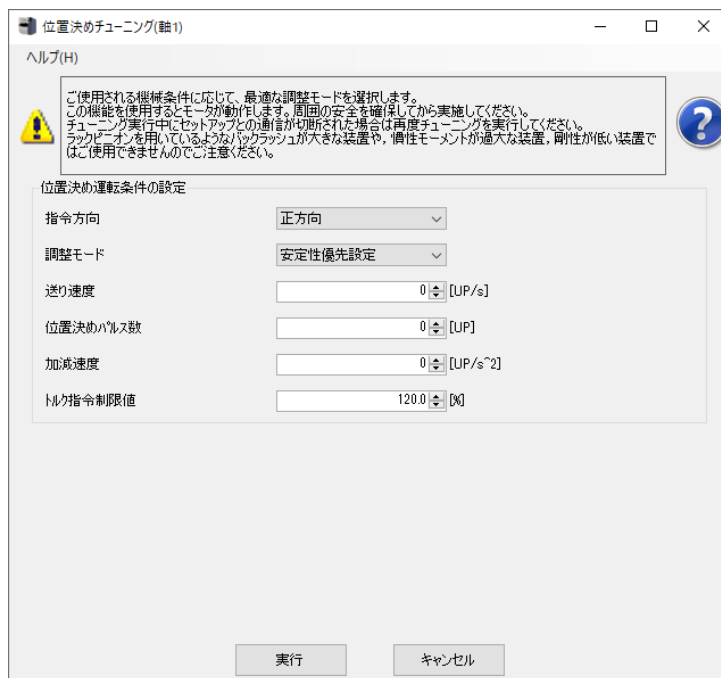 位置決めチューニング(軸1)
ヘルプ(H)
ご使用される機械条件に応じて、最適な調整モードを選択します。
この機能を使用するとモータが動作します。周囲の安全を確保してから実施してください。
チューニング実行中にセットアップとの通信が切断された場合は再度チューニングを実行してください。
ラックピニオンを用いているようなバックラッシュが大きな装置や, 慣性モーメントが過大な装置, 剛性が低い装置で
はご使用できませんのでご注意ください。
位置決め運転条件の設定
指令方向 正方向
調整モード 安定性優先設定
送り速度 0 [UP/s]
位置決めパルス数 0 [UP]
加減速度 0 [UP/s^2]
トルク指令制限値 120.0 [%]
実行 キャンセル